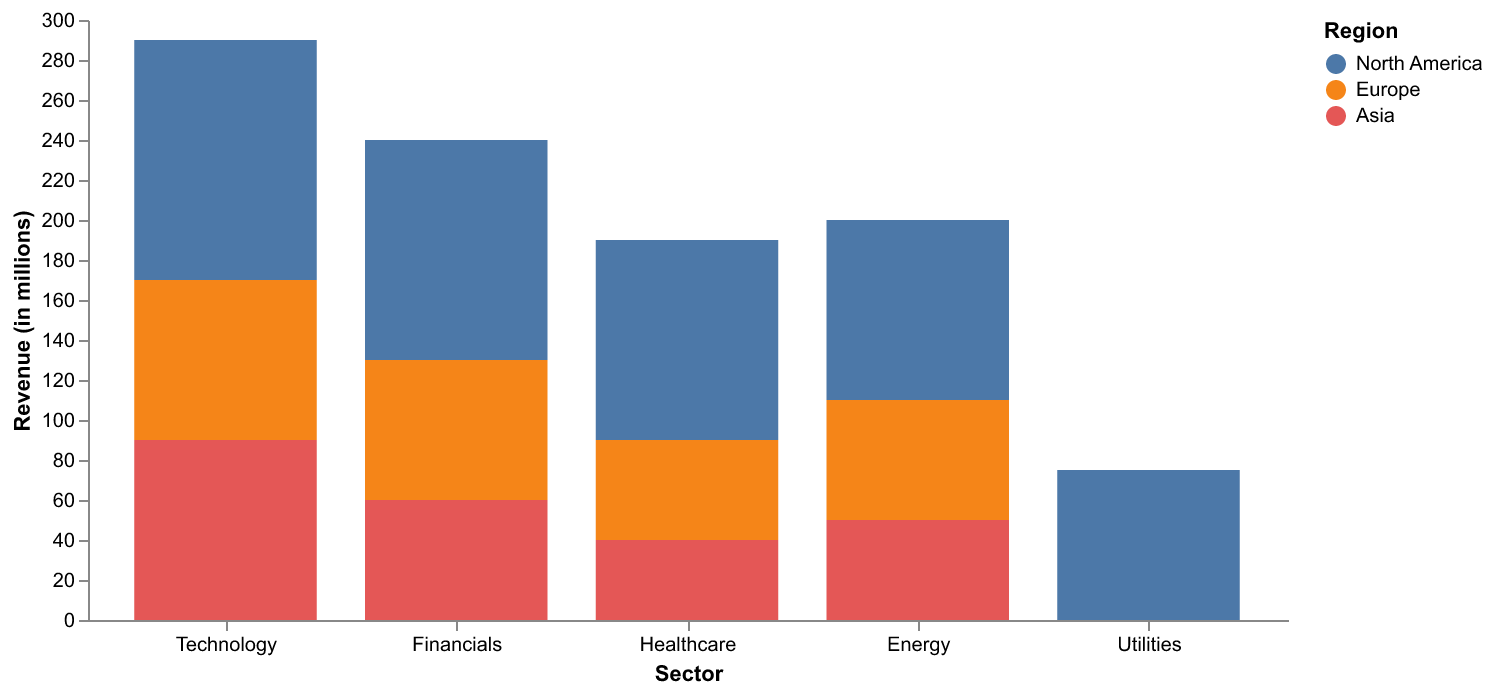 Revenue (in millions)
300
280
260
240
220
200
180
160
140
120
100
80
60
40
20
0
Technology
Financials
Healthcare
Energy
Utilities
Sector
Region
North America
Europe
Asia